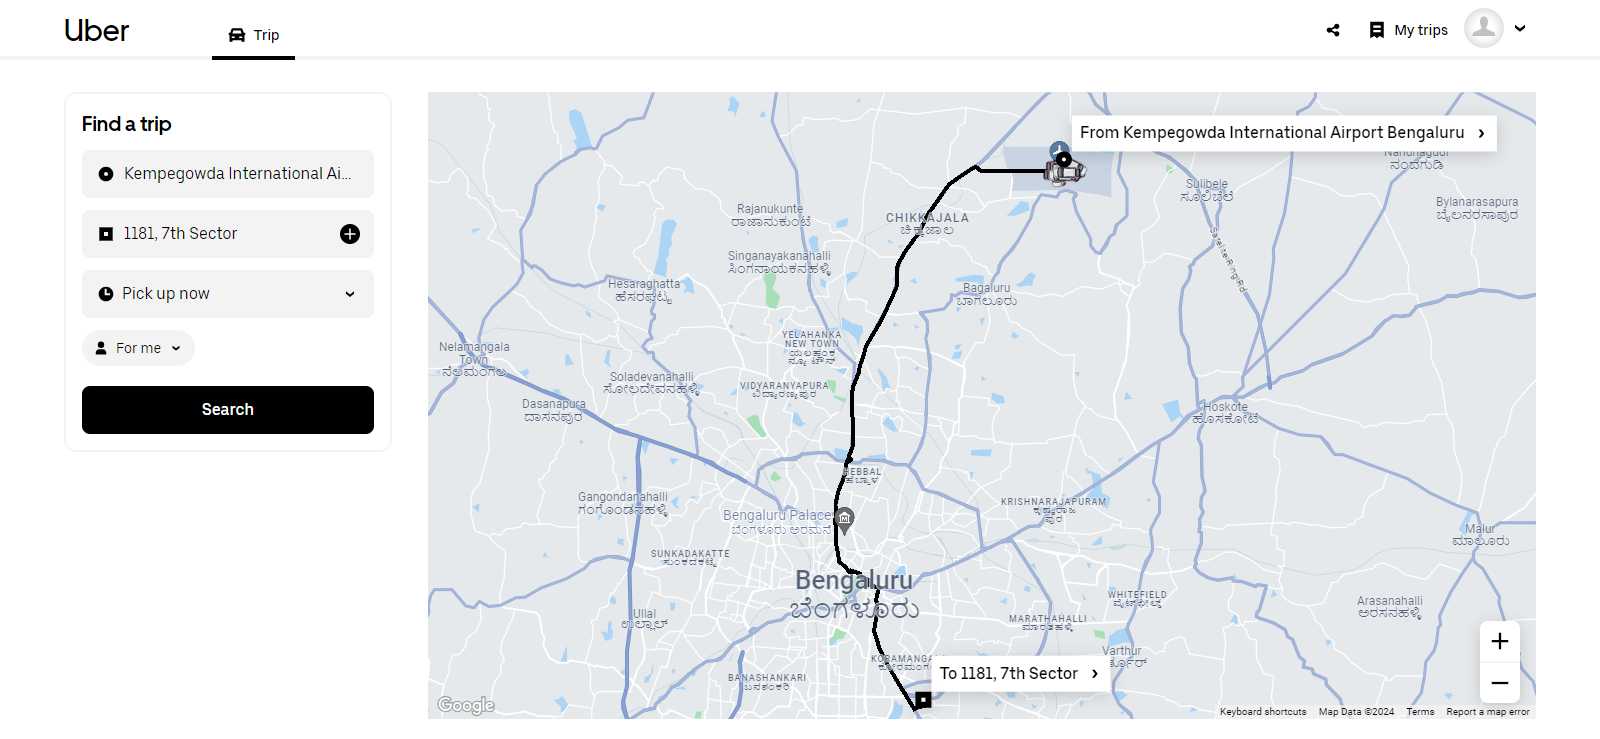 Uber
Trip
My trips
Find a trip
Kempegowda International Ai...
1181, 7th Sector
Pick up now
For me
Search
From Kempegowda International Airport Bengaluru
Sulibele
ಸೂಲಿಬೆಲೆ
ನಂದಗುಡಿ
Bylanarasapura
ಬೈಲನರಸಾಪುರ
Rajanukunte
ರಾಜಾನುಕುಂಟೆ
CHIKKAJALA
ಚಿಕ್ಕಜಾಲ
Satellite Ring Rd
Singanayakanahalli
ಸಿಂಗನಾಯಕನಹಳ್ಳಿ
Hesaraghatta
ಹೆಸರಘಟ್ಟ
Bagaluru
ಬಾಗಲೂರು
YELAHANKA
NEW TOWN
ಯಲಹಂಕ
ನ್ಯೂ ಟೌನ್
Nelamangala
Town
ನೆಲಮಂಗಲ
Soladevanahalli
ಸೋಲದೇವನಹಳ್ಳಿ
VIDYARANYAPURA
ವಿದ್ಯಾರಣ್ಯಪುರ
Dasanapura
ದಾಸನಪುರ
Hoskote
ಹೊಸಕೋಟೆ
HEBBAL
ಹೆಬ್ಬಾಳ
Gangondanahalli
ಗಂಗೊಂಡನಹಳ್ಳಿ
KRISHNARAJAPURAM
ಕೃಷ್ಣರಾಜ
ಪುರ
Bengaluru Palace
ಬೆಂಗಳೂರು ಅರಮನೆ
Malur
ಮಾಲೂರು
SUNKADAKATTE
ಸುಂಕದಕಟ್ಟೆ
Bengaluru
ಬೆಂಗಳೂರು
WHITEFIELD
ವೈಟ್‌ಫೀಲ್ಡ್
Arasanahalli
ಅರಸನಹಳ್ಳಿ
Ullal
ಉಲ್ಲಾಳ್
MARATHAHALLI
ಮಾರತಹಳ್ಳಿ
Varthur
KORAMANGA
ಕೋರಮಂಗ
To 1181, 7th Sector
BANASHANKARI
ಬನಶಂಕರಿ
Google
Keyboard shortcuts
Map Data ©2024
Terms
Report a map error